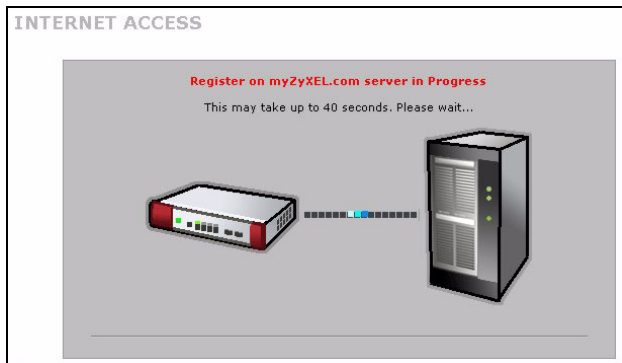 INTERNET ACCESS
Register on myZyXEL.com server in Progress
This may take up to 40 seconds. Please wait...